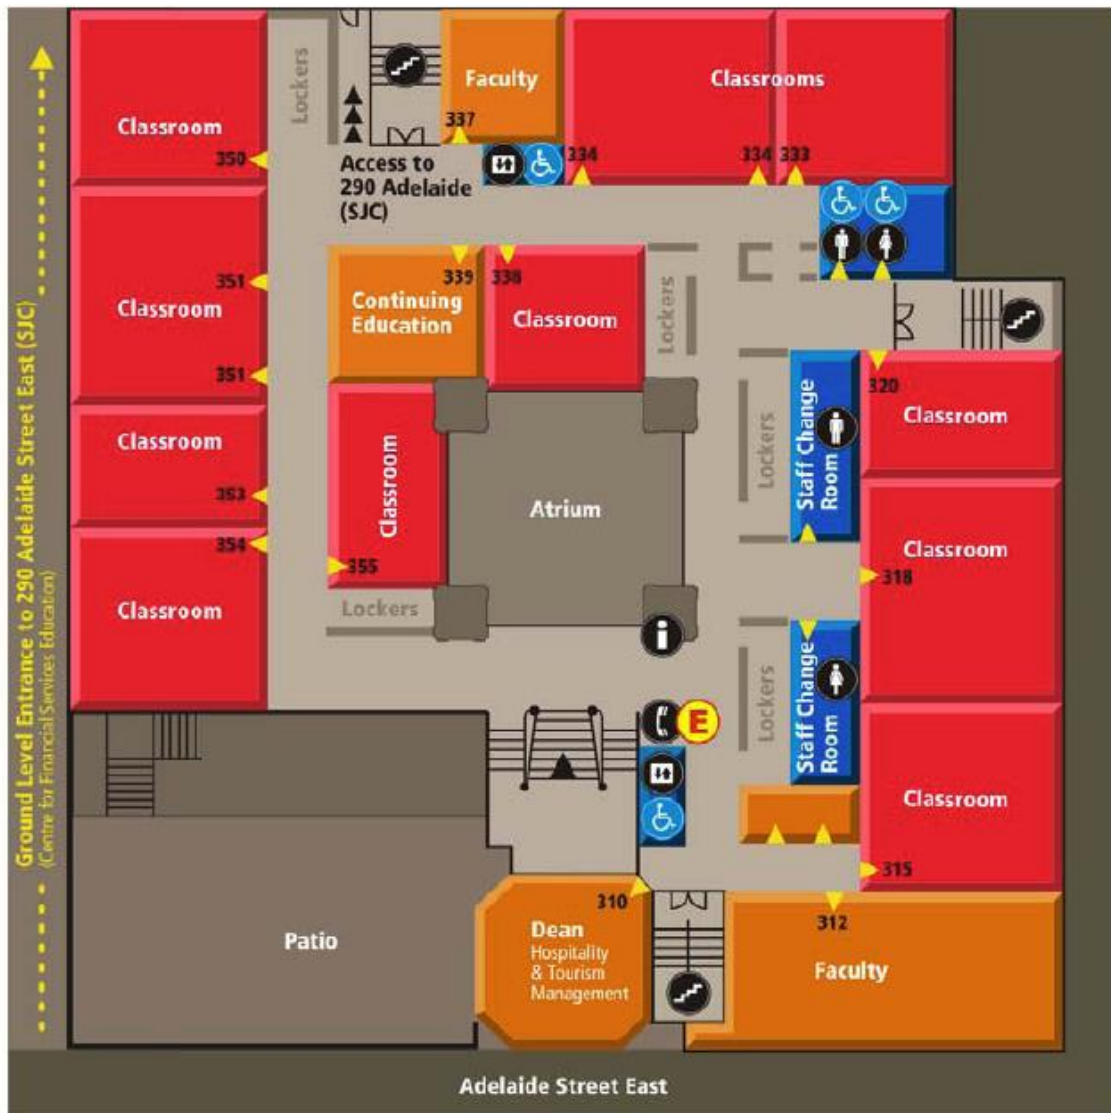 Lockers
Faculty
Classrooms
Classroom
337
350
Access to
290 Adelaide
(SJC)
334
334
333
351
Classroom
339
338
Continuing
Education
Classroom
Lockers
351
320
Classroom
Classroom
353
Classroom
355
Lockers
Atrium
Lockers
Staff Change
Room
Classroom
318
354
Classroom
i
E
Lockers
Staff Change
Room
Classroom
315
310
Dean
Hospitality
& Tourism
Management
312
Faculty
Patio
Ground Level Entrance to 290 Adelaide Street East (SJC)
(Centre for Financial Services Education)
Adelaide Street East